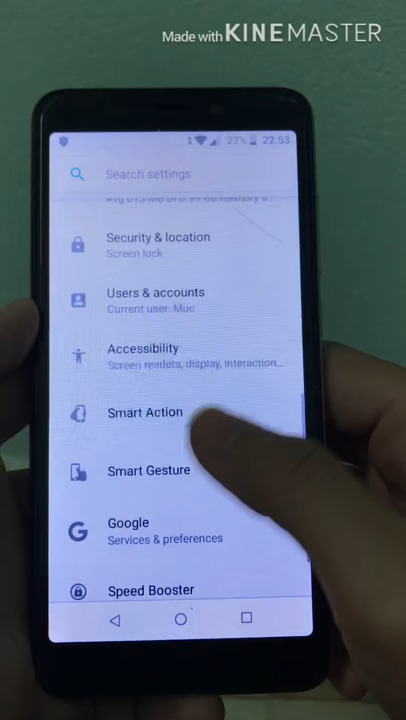 Made with KINEMASTER
27% 22:53
Search settings
Security & location
Screen lock
Users & accounts
Current user: Muc
Accessibility
Screen readers, display, interaction…
Smart Action
Smart Gesture
Google
Services & preferences
Speed Booster